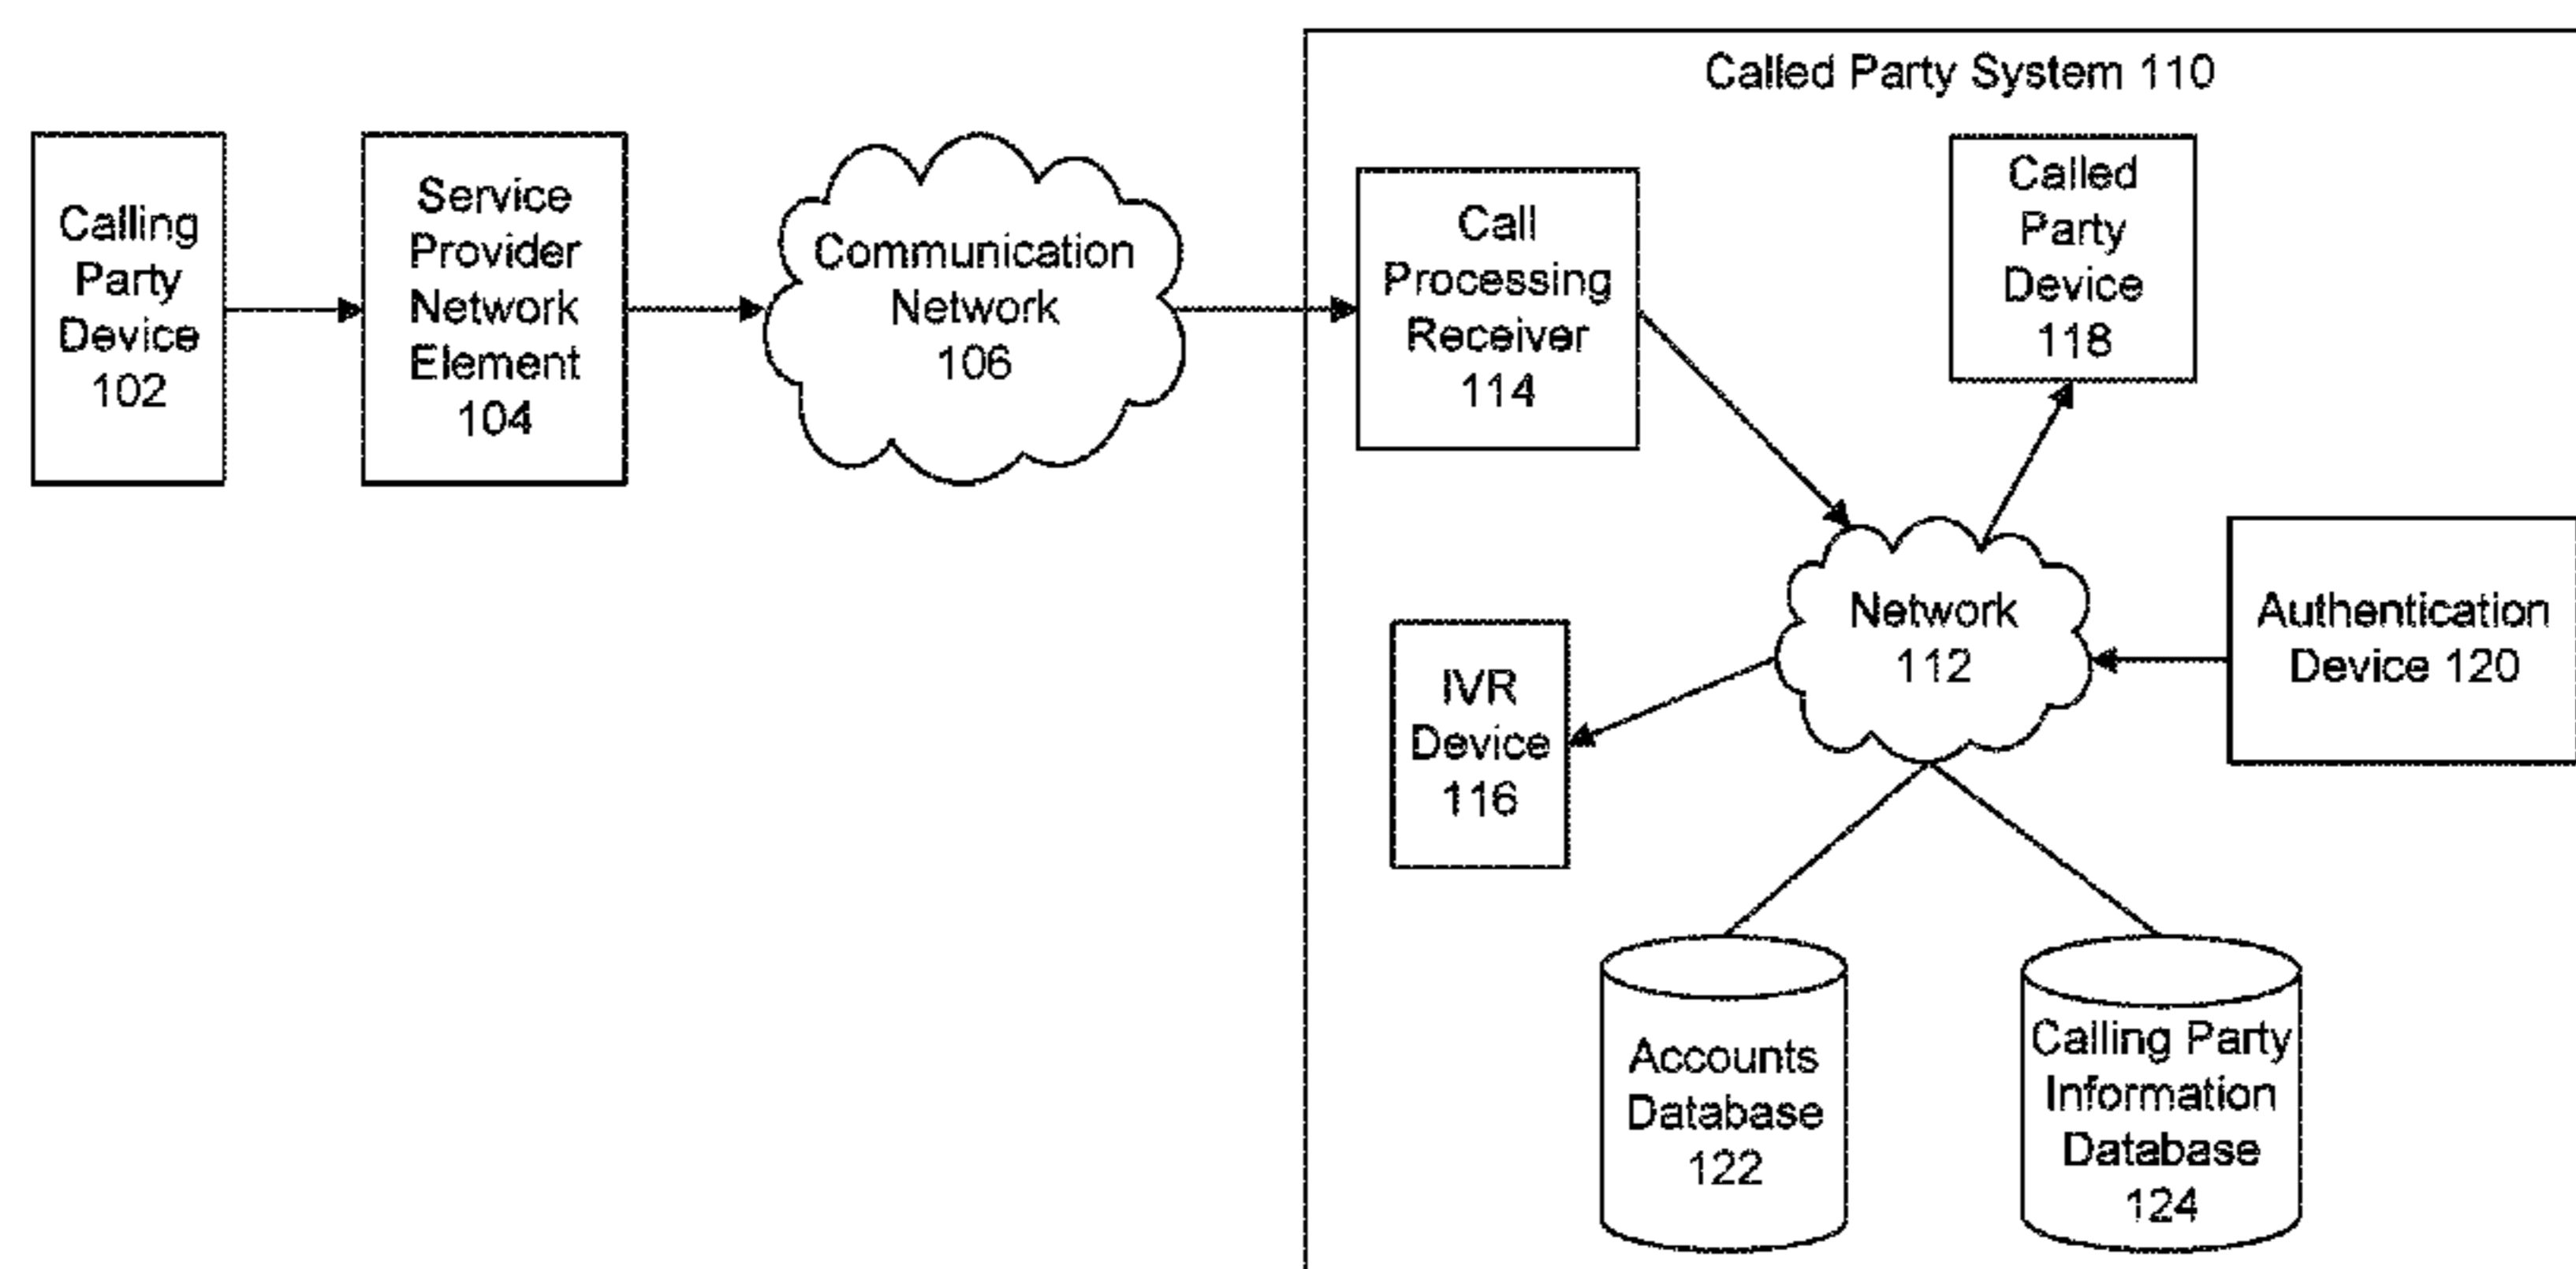 Called Party System 110
Calling
Party
Device
102
Service
Provider
Network
Element
104
Communication
Network
106
Call
Processing
Receiver
114
Called
Party
Device
118
Network
112
Authentication
Device 120
IVR
Device
116
Accounts
Database
122
Calling Party
Information
Database
124